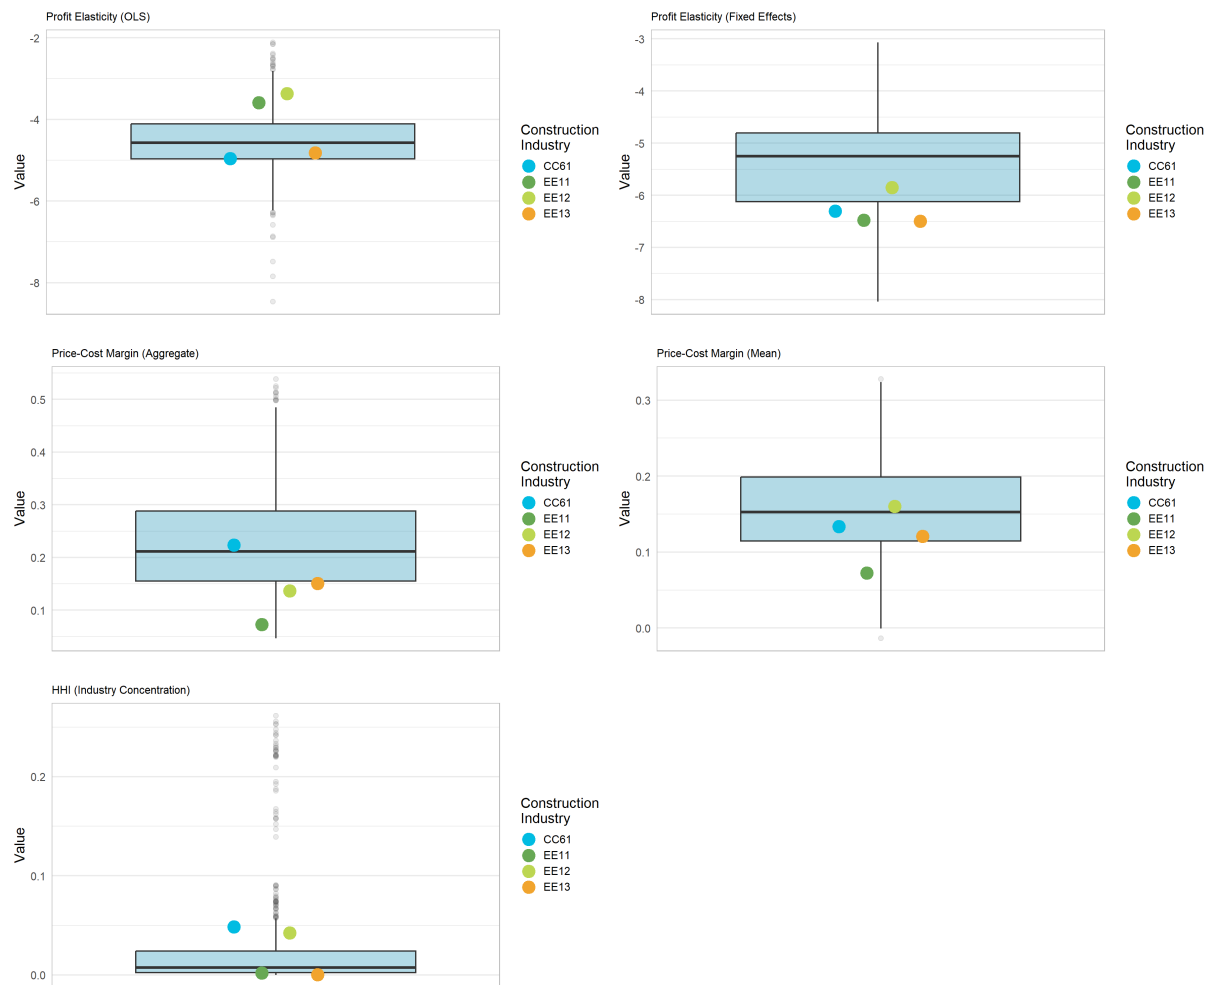 Profit Elasticity (OLS)
Value
-2
-4
-6
-8
Construction
Industry
CC61
EE11
EE12
EE13
Profit Elasticity (Fixed Effects)
Value
-3
-4
-5
-6
-7
-8
Construction
Industry
CC61
EE11
EE12
EE13
Price-Cost Margin (Aggregate)
Value
0.5
0.4
0.3
0.2
0.1
Construction
Industry
CC61
EE11
EE12
EE13
Price-Cost Margin (Mean)
Value
0.3
0.2
0.1
0.0
Construction
Industry
CC61
EE11
EE12
EE13
HHI (Industry Concentration)
Value
0.2
0.1
0.0
Construction
Industry
CC61
EE11
EE12
EE13